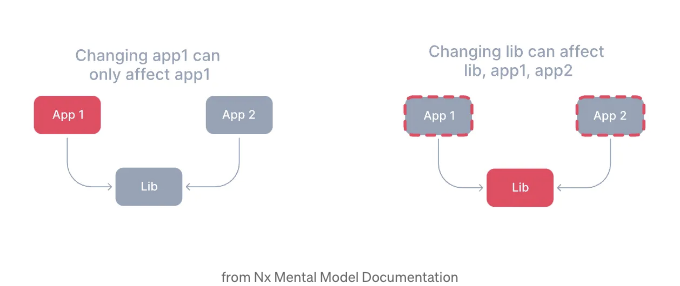 Changing app1 can
only affect app1
App 1
App 2
Lib
Changing lib can affect
lib, app1, app2
App 1
App 2
Lib
from Nx Mental Model Documentation